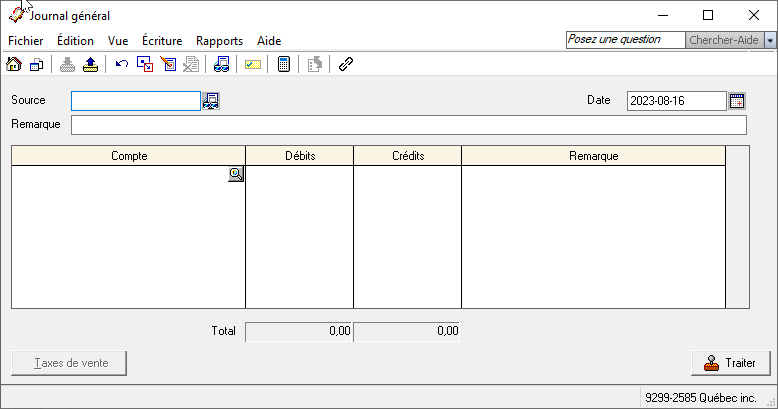 Journal général
Fichier Édition Vue Écriture Rapports Aide Posez une question Chercher-Aide
Source Date 2023-08-16
Remarque
Compte Débits Crédits Remarque
Total 0,00 0,00
Taxes de vente Traiter
9299-2585 Québec inc.